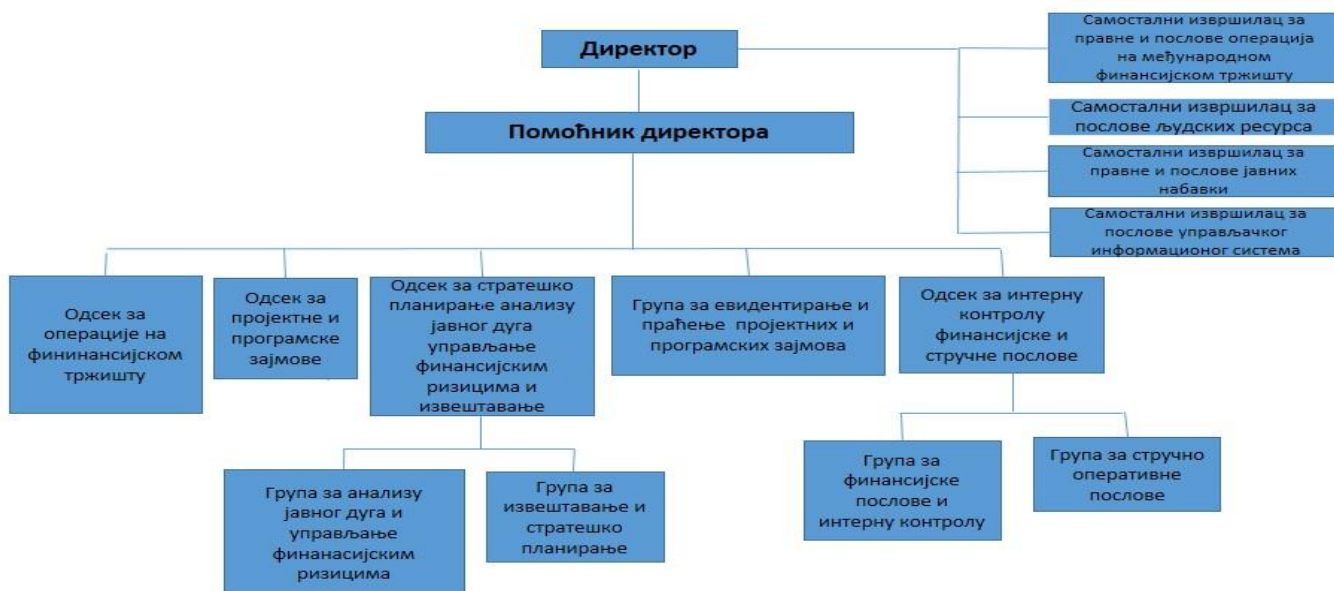 Директор
Самостални извршилац за
правне и послове операција
на међународном
финансијском тржишту
Самостални извршилац за
послове људских ресурса
Помоћник директора
Самостални извршилац за
правне и послове јавних
набавки
Самостални извршилац за
послове управљачког
информационог система
Одсек за
операције на
фининансијском
тржишту
Одсек за
пројектне и
програмске
зајмове
Одсек за стратешко
планирање анализу
јавног дуга
управљање
финансијским
ризицима и
извештавање
Група за евидентирање и
праћење пројектних и
програмских зајмова
Одсек за интерну
контролу
финансијске и
стручне послове
Група за анализу
јавног дуга и
управљање
финанасијским
ризицима
Група за
извештавање и
стратешко
планирање
Група за
финансијске
послове и
интерну контролу
Група за стручно
оперативне
послове